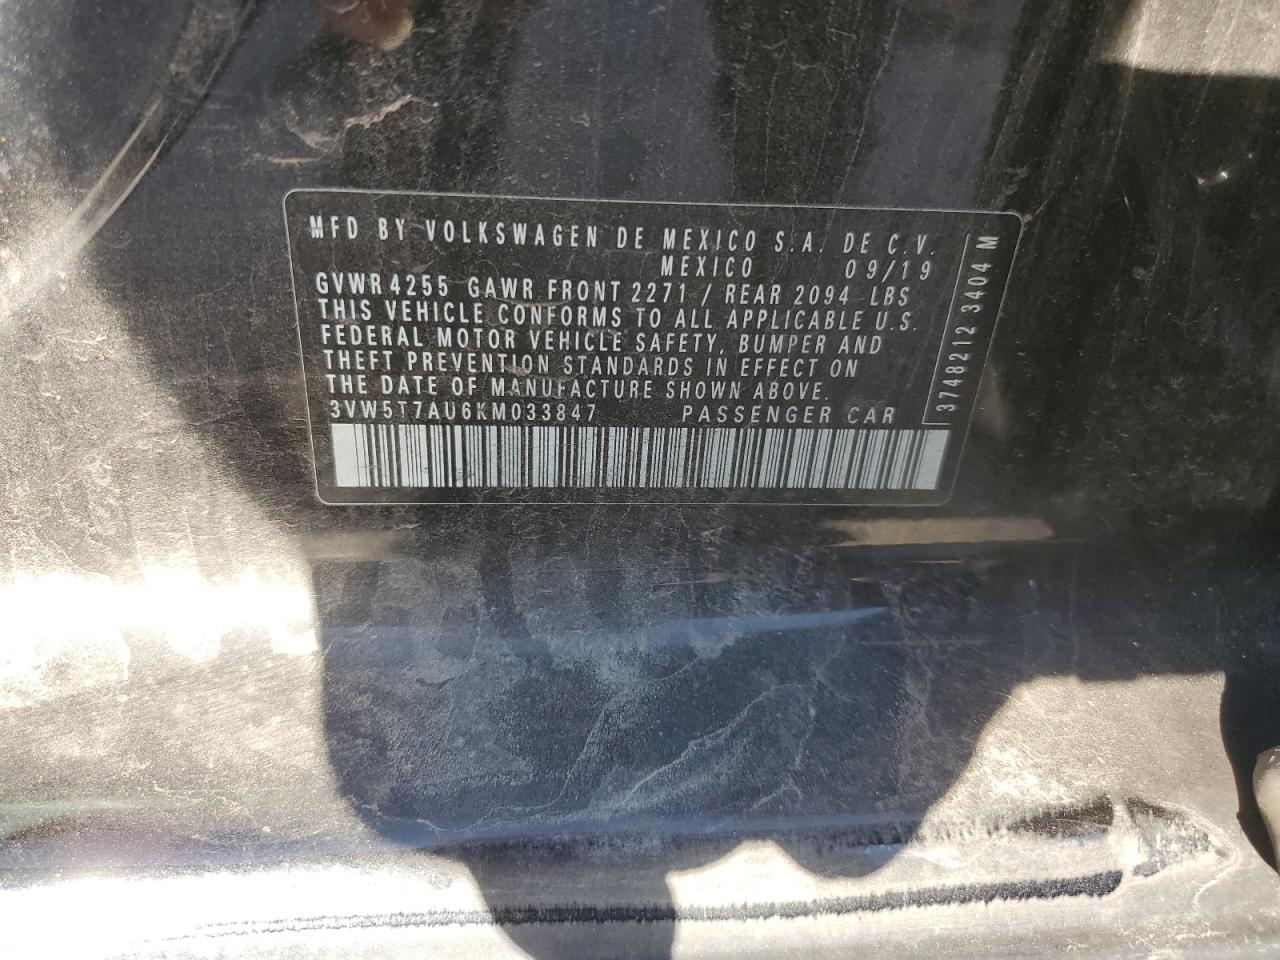 MFD BY VOLKSWAGEN DE MEXICO S.A. DE C.V.
MEXICO 09/19
GVWR 4255 GAWR FRONT 2271 / REAR 2094 LBS
THIS VEHICLE CONFORMS TO ALL APPLICABLE U.S.
FEDERAL MOTOR VEHICLE SAFETY, BUMPER AND
THEFT PREVENTION STANDARDS IN EFFECT ON
THE DATE OF MANUFACTURE SHOWN ABOVE.
3VW5T7AU6KM033847 PASSENGER CAR
3748212 3404 M